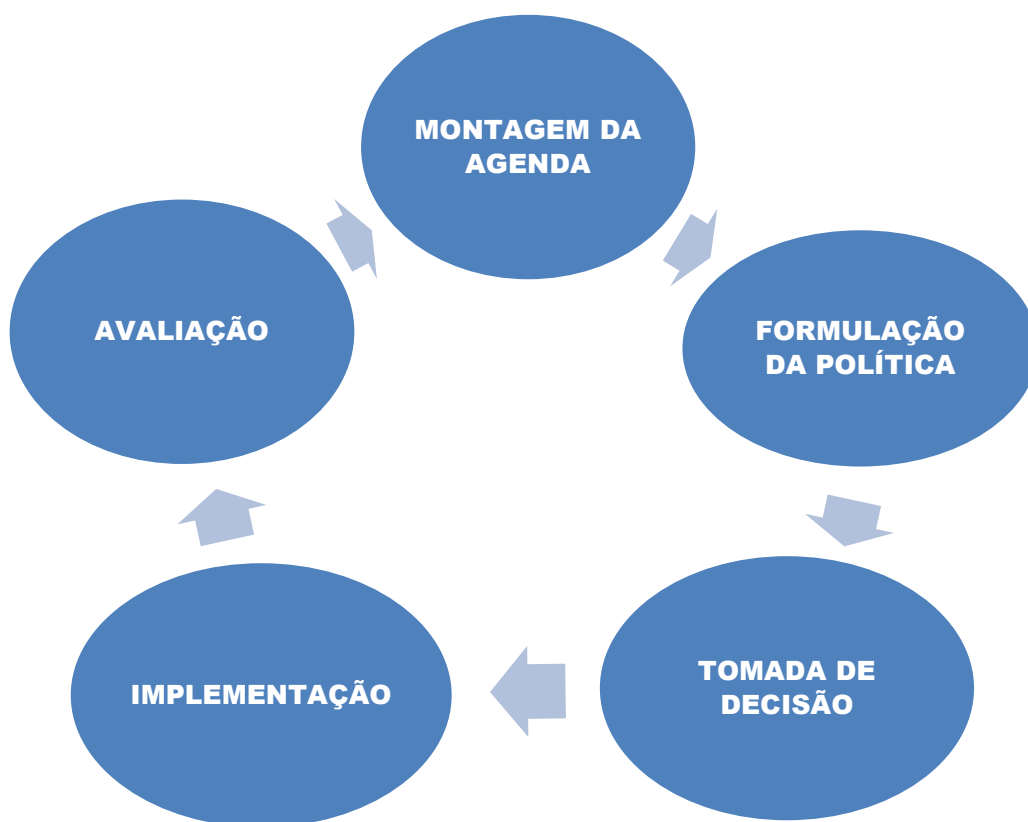 MONTAGEM DA
AGENDA
FORMULAÇÃO
DA POLÍTICA
TOMADA DE
DECISÃO
IMPLEMENTAÇÃO
AVALIAÇÃO